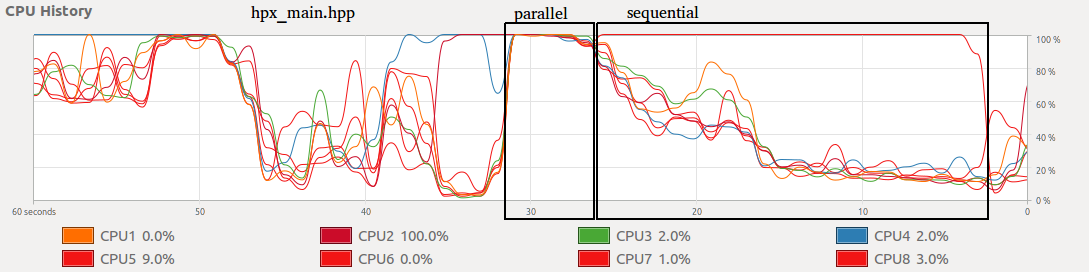 CPU History
hpx_main.hpp
parallel
sequential
100 %
80 %
60 %
40 %
20 %
0 %
60 seconds 50 40 30 20 10 0
CPU1 0.0% CPU2 100.0% CPU3 2.0% CPU4 2.0%
CPU5 9.0% CPU6 0.0% CPU7 1.0% CPU8 3.0%